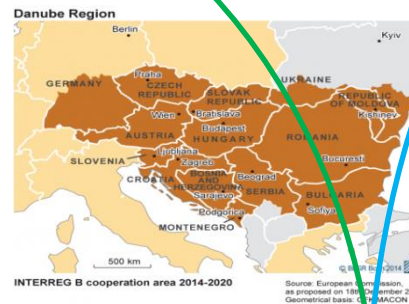 Danube Region
Berlin
Kyiv
GERMANY
Praha
CZECH
REPUBLIC
UKRAINE
SLOVAK
REPUBLIC
REPUBLIC
OF MOLDOVA
Wien
Bratislava
Kishinev
Budapest
AUSTRIA
HUNGARY
ROMANIA
SLOVENIA
Ljubljana
Zagreb
CROATIA
Bucuresti
BOSNIA
AND
HERZEGOVINA
Beograd
Sarajevo
SERBIA
BULGARIA
Podgorica
Sofiya
MONTENEGRO
500 km
INTERREG B cooperation area 2014-2020
Source: European
as proposed on 18th December 2
Geometrical basis: